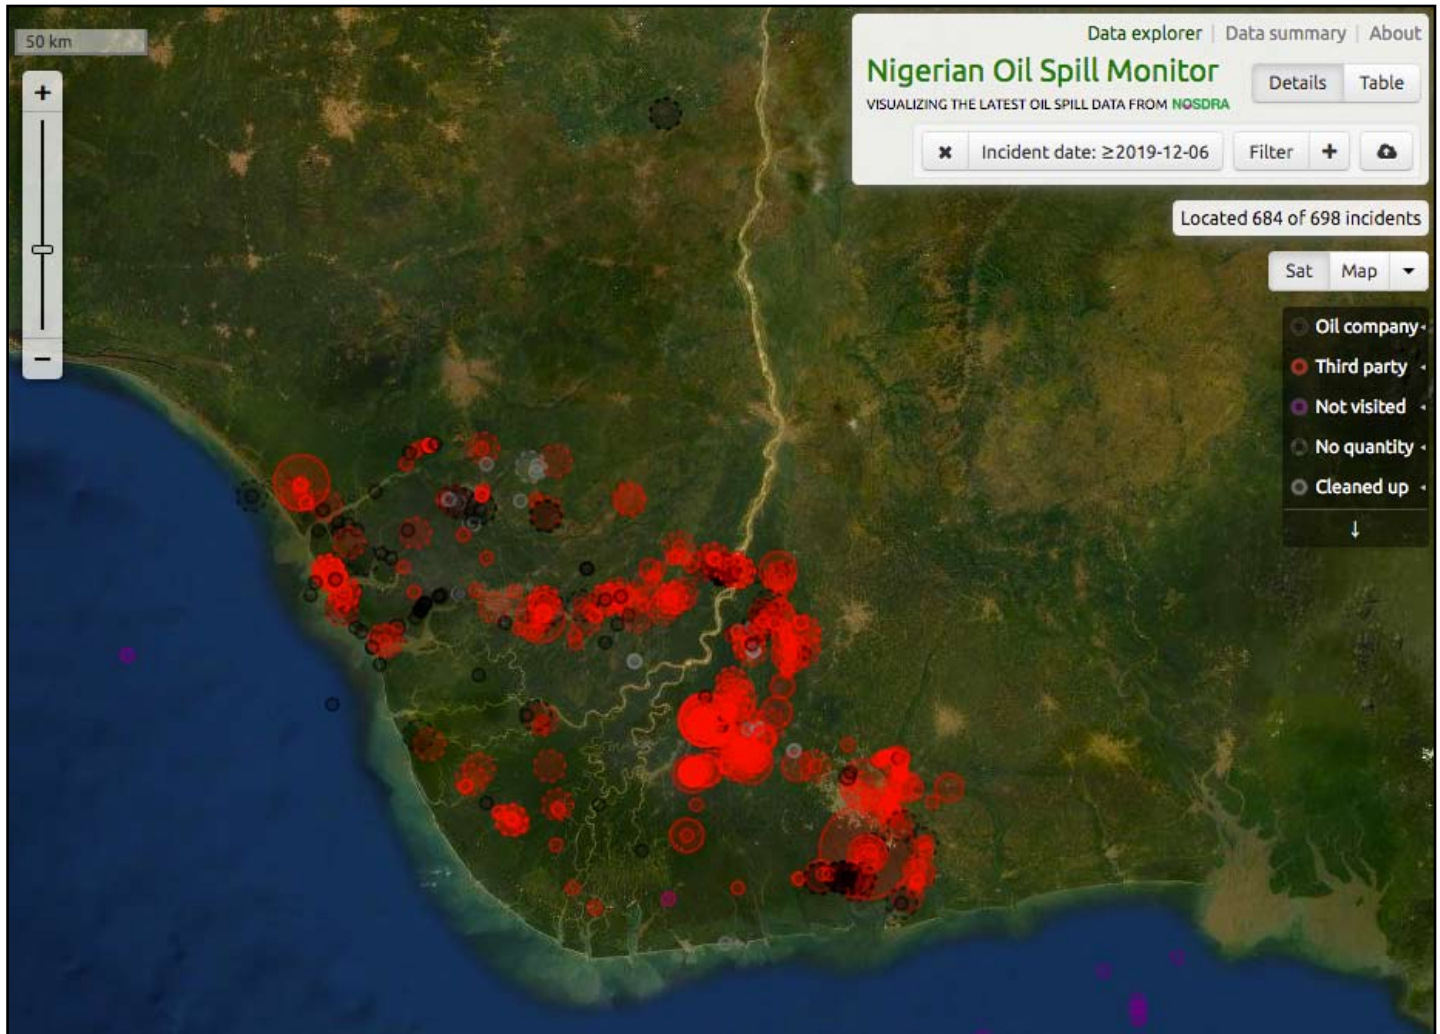 50 km
Data explorer | Data summary | About
Nigerian Oil Spill Monitor
Details
Table
VISUALIZING THE LATEST OIL SPILL DATA FROM NOSDRA
Incident date: ≥2019-12-06
Filter
Located 684 of 698 incidents
Sat
Map
Oil company
Third party
Not visited
No quantity
Cleaned up